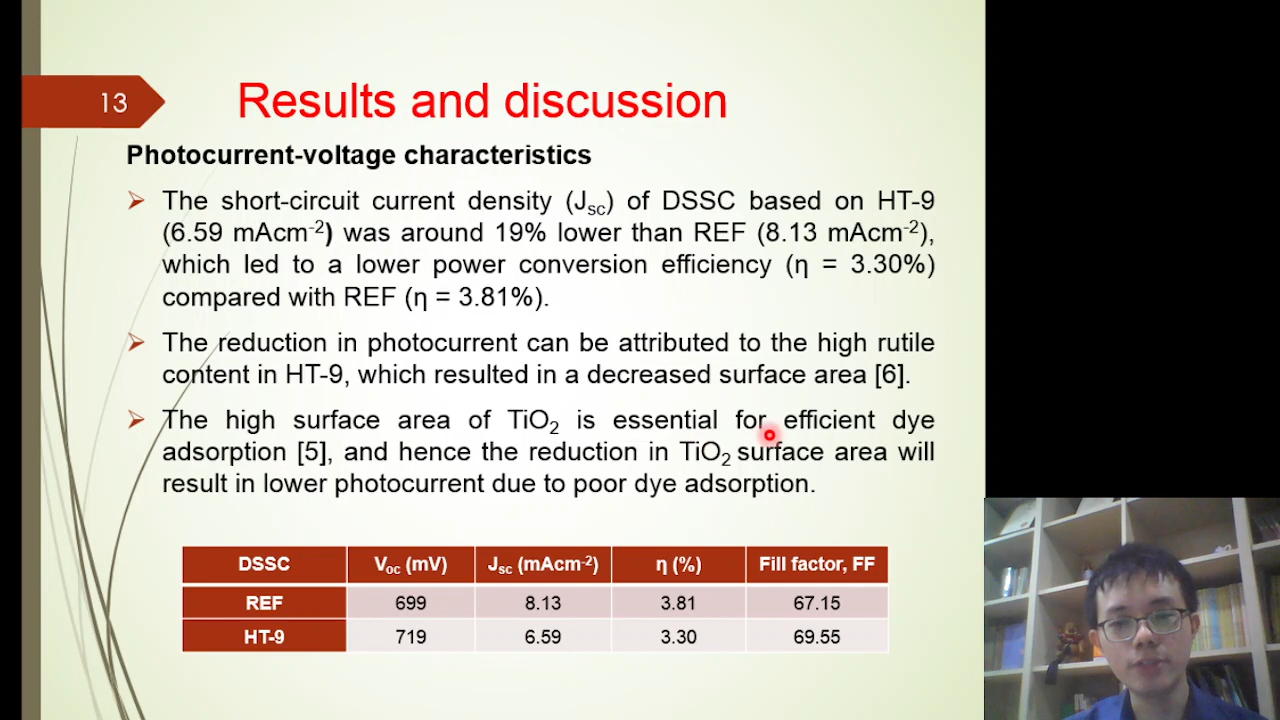 13
Results and discussion
Photocurrent-voltage characteristics
The short-circuit current density (Jsc) of DSSC based on HT-9
(6.59 mAcm-2) was around 19% lower than REF (8.13 mAcm-2),
which led to a lower power conversion efficiency (η = 3.30%)
compared with REF (η = 3.81%).
The reduction in photocurrent can be attributed to the high rutile
content in HT-9, which resulted in a decreased surface area [6].
The high surface area of TiO2 is essential for efficient dye
adsorption [5], and hence the reduction in TiO2 surface area will
result in lower photocurrent due to poor dye adsorption.
DSSC Voc (mV) Jsc (mAcm-2) η (%) Fill factor, FF
REF 699 8.13 3.81 67.15
HT-9 719 6.59 3.30 69.55